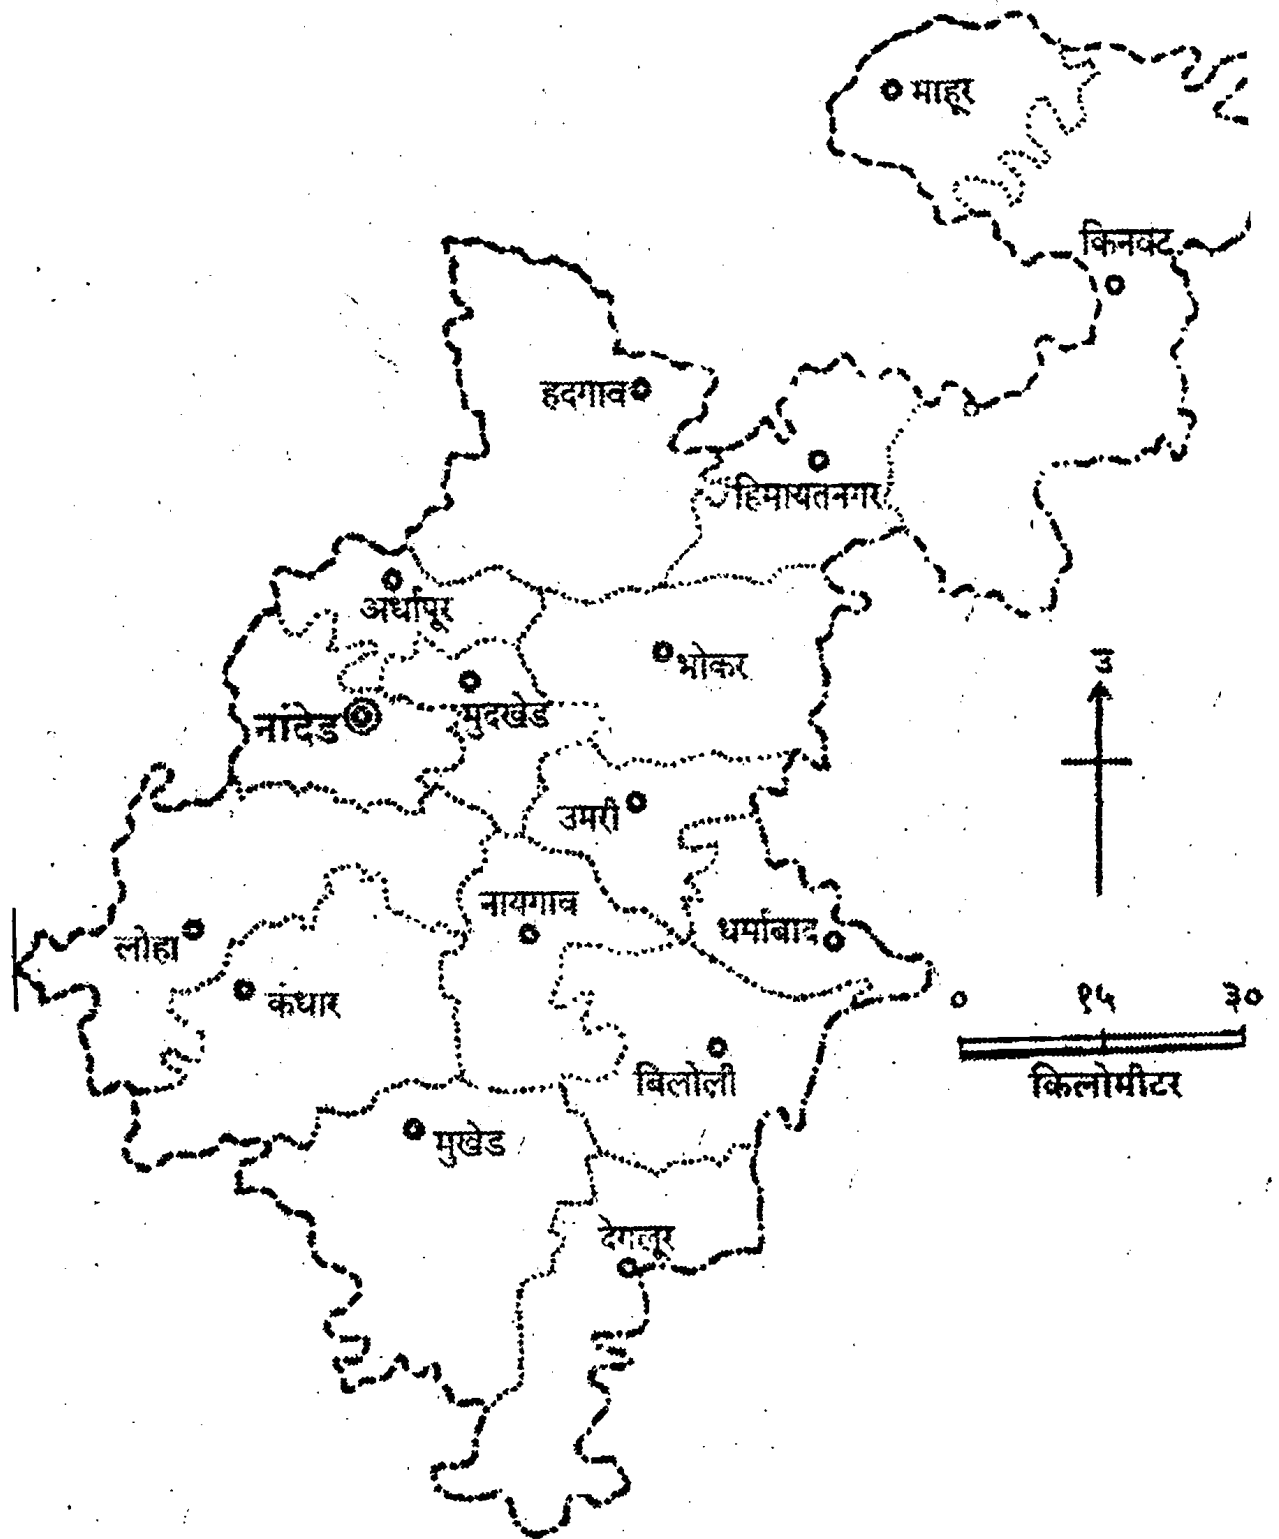 माहूर
किनवट
हदगाव
हिमायतनगर
अर्धापूर
भोकर
उ
मुदखेड
नांदेड
उमरी
नायगाव
धर्माबाद
लोहा
कंधार
० १५ ३०
किलोमीटर
बिलोली
मुखेड
देगलूर